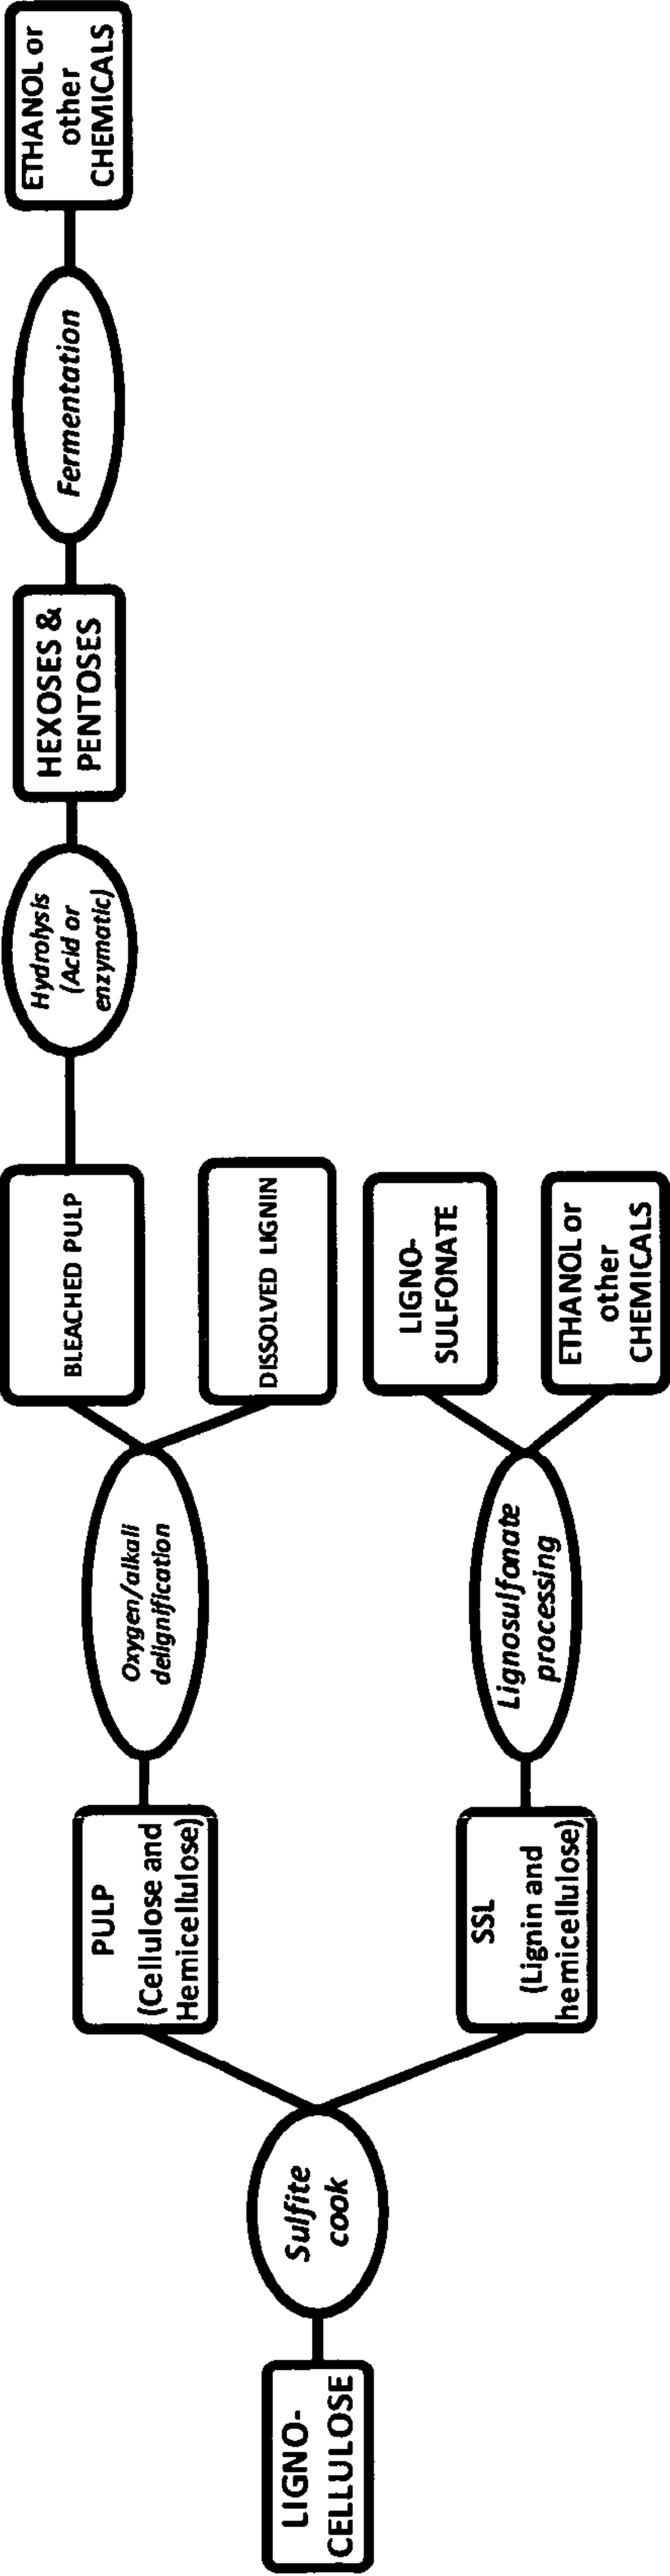 LIGNO-
CELLULOSE
Sulfite
cook
PULP
(Cellulose and
Hemicellulose)
Oxygen/alkali
delignification
BLEACHED PULP
Hydrolysis
(Acid or
enzymatic)
HEXOSES &
PENTOSES
Fermentation
ETHANOL or
other
CHEMICALS
DISSOLVED LIGNIN
SSL
(Lignin and
hemicellulose)
Lignosulfonate
processing
LIGNO-
SULFONATE
ETHANOL or
other
CHEMICALS